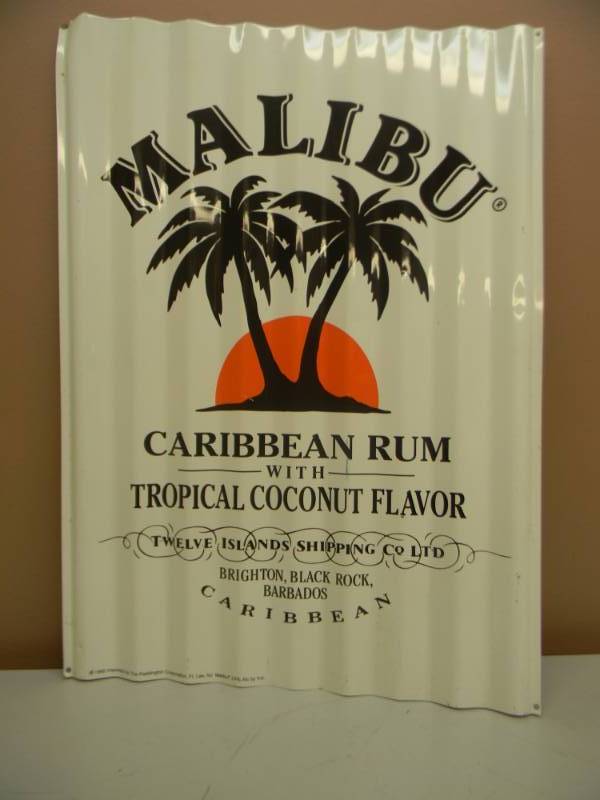 MALIBU®
CARIBBEAN RUM
WITH
TROPICAL COCONUT FLAVOR
TWELVE ISLANDS SHIPPING CO LTD
BRIGHTON, BLACK ROCK,
BARBADOS
CARIBBEAN